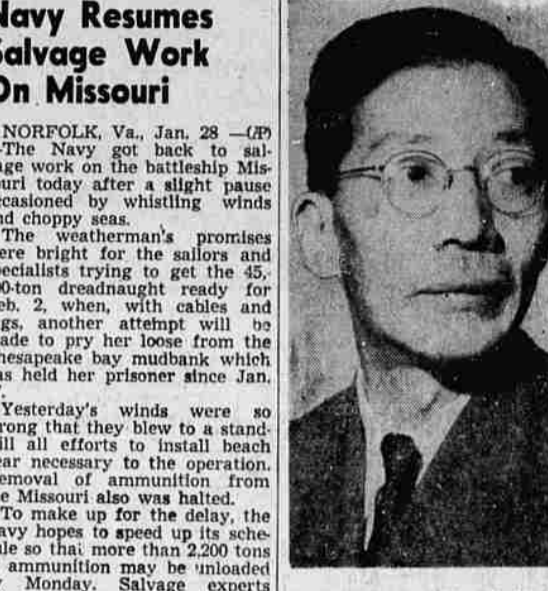 Navy Resumes
Salvage Work
On Missouri
NORFOLK, Va., Jan. 28 —(AP)
—The Navy got back to sal-
age work on the battleship Mis-
ouri today after a slight pause
ccasioned by whistling winds
nd choppy seas.
The weatherman's promises
ere bright for the sailors and
pecialists trying to get the 45,-
00-ton dreadnaught ready for
eb. 2, when, with cables and
gs, another attempt will be
ade to pry her loose from the
hesapeake bay mudbank which
as held her prisoner since Jan.
.
Yesterday's winds were so
rong that they blew to a stand-
ill all efforts to install beach
ear necessary to the operation.
emoval of ammunition from
e Missouri also was halted.
To make up for the delay, the
avy hopes to speed up its sche-
ule so that more than 2,200 tons
ammunition may be unloaded
y Monday. Salvage experts